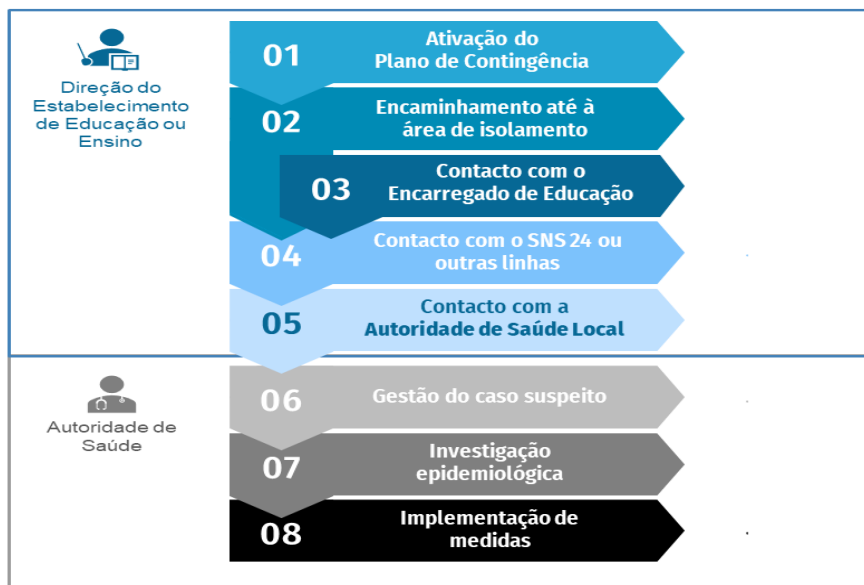 Direção do
Estabelecimento
de Educação ou
Ensino
01
Ativação do
Plano de Contingência
02
Encaminhamento até à
área de isolamento
03
Contacto com o
Encarregado de Educação
04
Contacto com o SNS 24 ou
outras linhas
05
Contacto com a
Autoridade de Saúde Local
Autoridade de
Saúde
06
Gestão do caso suspeito
07
Investigação
epidemiológica
08
Implementação de
medidas